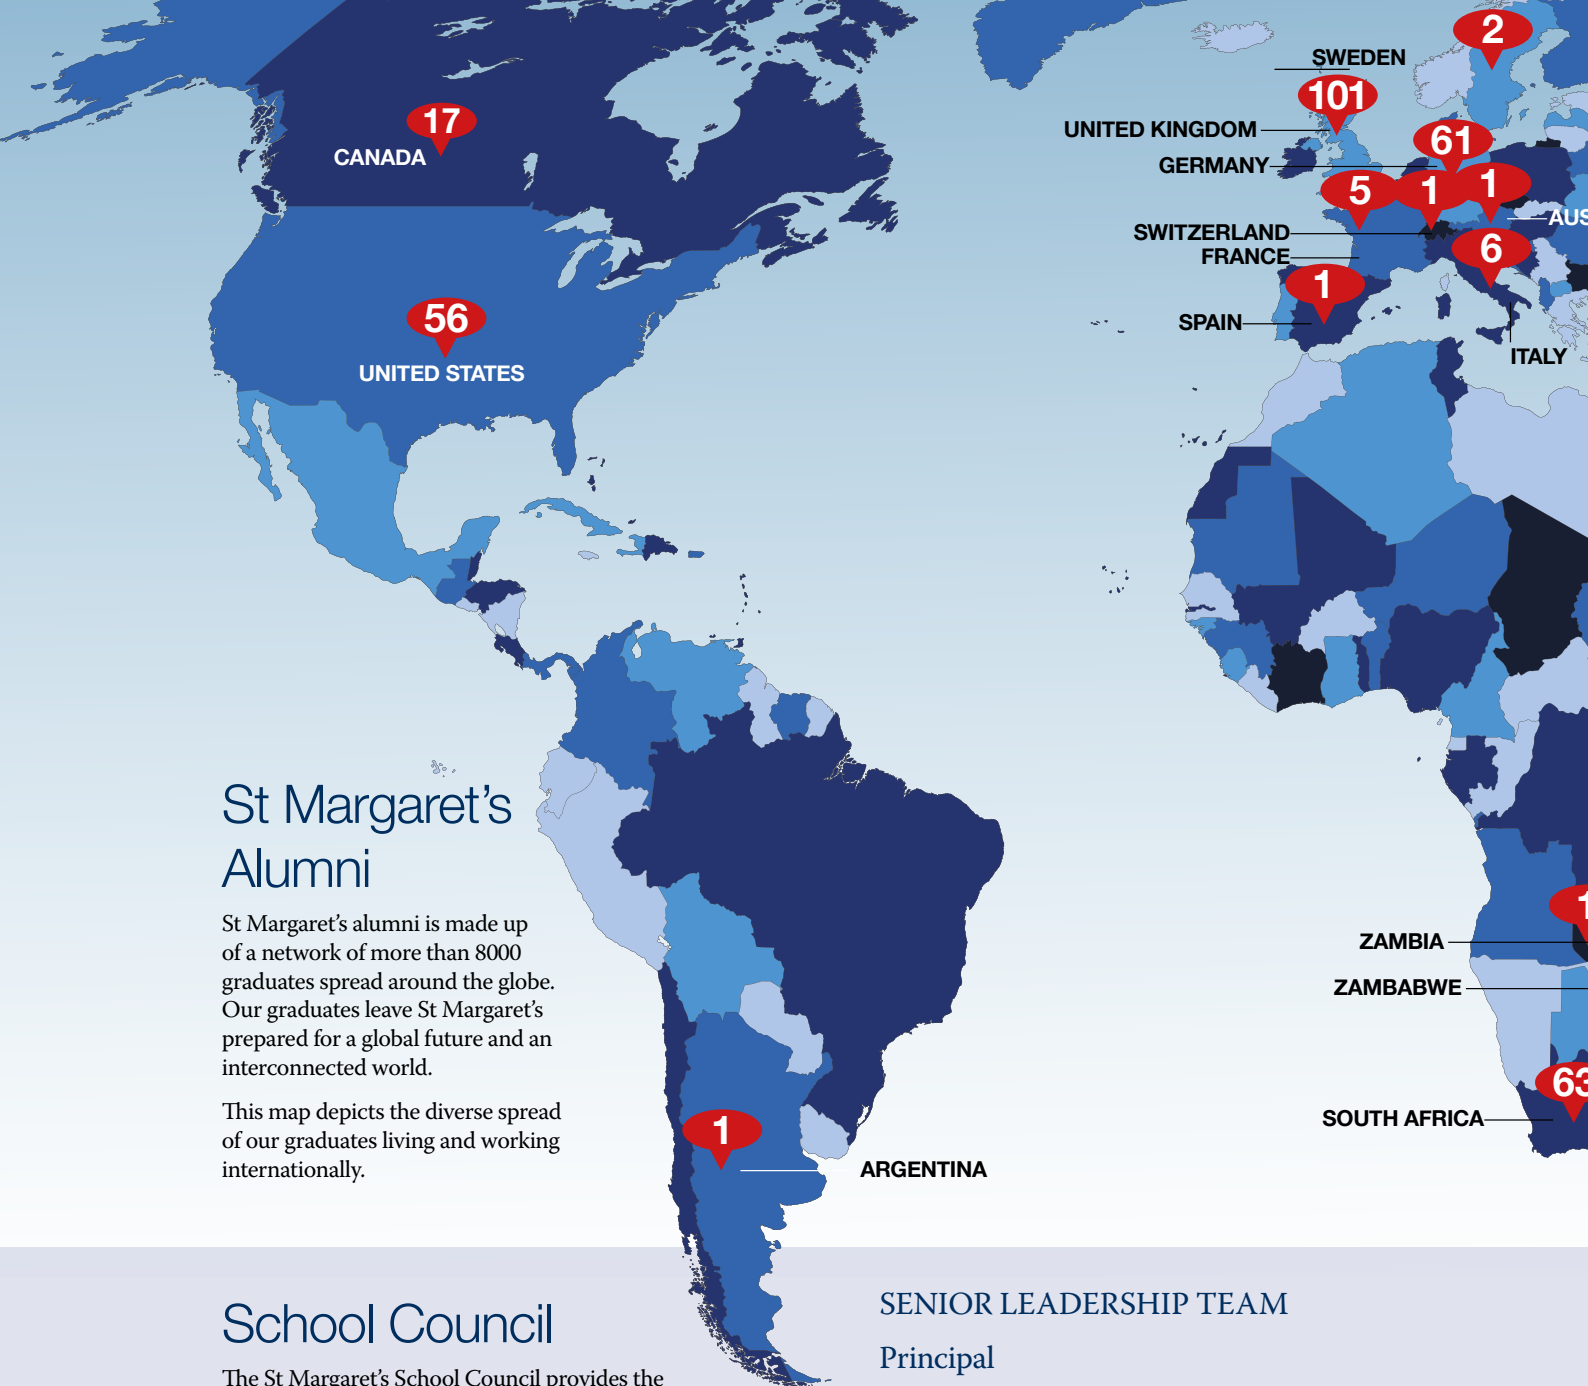 2
SWEDEN
101
17
UNITED KINGDOM
61
CANADA
GERMANY
5
1
1
AUS
SWITZERLAND
6
FRANCE
1
56
SPAIN
ITALY
UNITED STATES
St Margaret's
Alumni
St Margaret's alumni is made up
of a network of more than 8000
graduates spread around the globe.
Our graduates leave St Margaret's
prepared for a global future and an
interconnected world.
This map depicts the diverse spread
of our graduates living and working
internationally.
ZAMBIA
ZAMBABWE
63
SOUTH AFRICA
1
ARGENTINA
School Council
The St Margaret's School Council provides the
SENIOR LEADERSHIP TEAM
Principal